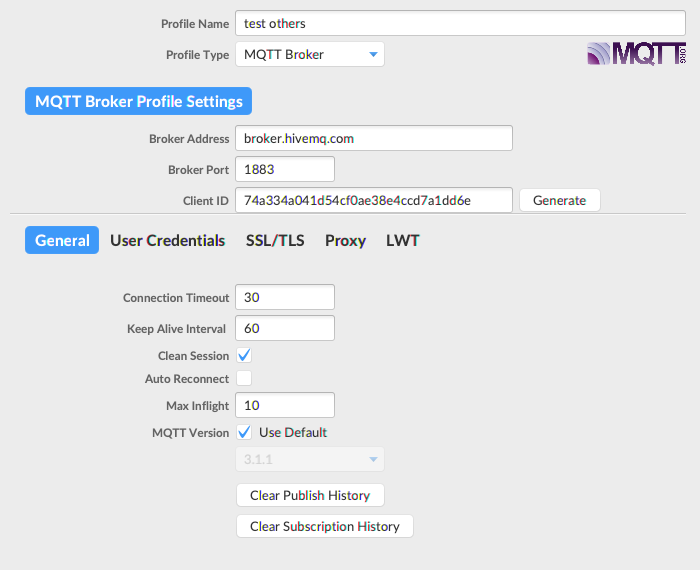 Profile Name test others
Profile Type MQTT Broker
MQTT.ORG
MQTT Broker Profile Settings
Broker Address broker.hivemq.com
Broker Port 1883
Client ID 74a334a041d54cf0ae38e4ccd7a1dd6e Generate
General User Credentials SSL/TLS Proxy LWT
Connection Timeout 30
Keep Alive Interval 60
Clean Session
Auto Reconnect
Max Inflight 10
MQTT Version Use Default
3.1.1
Clear Publish History
Clear Subscription History